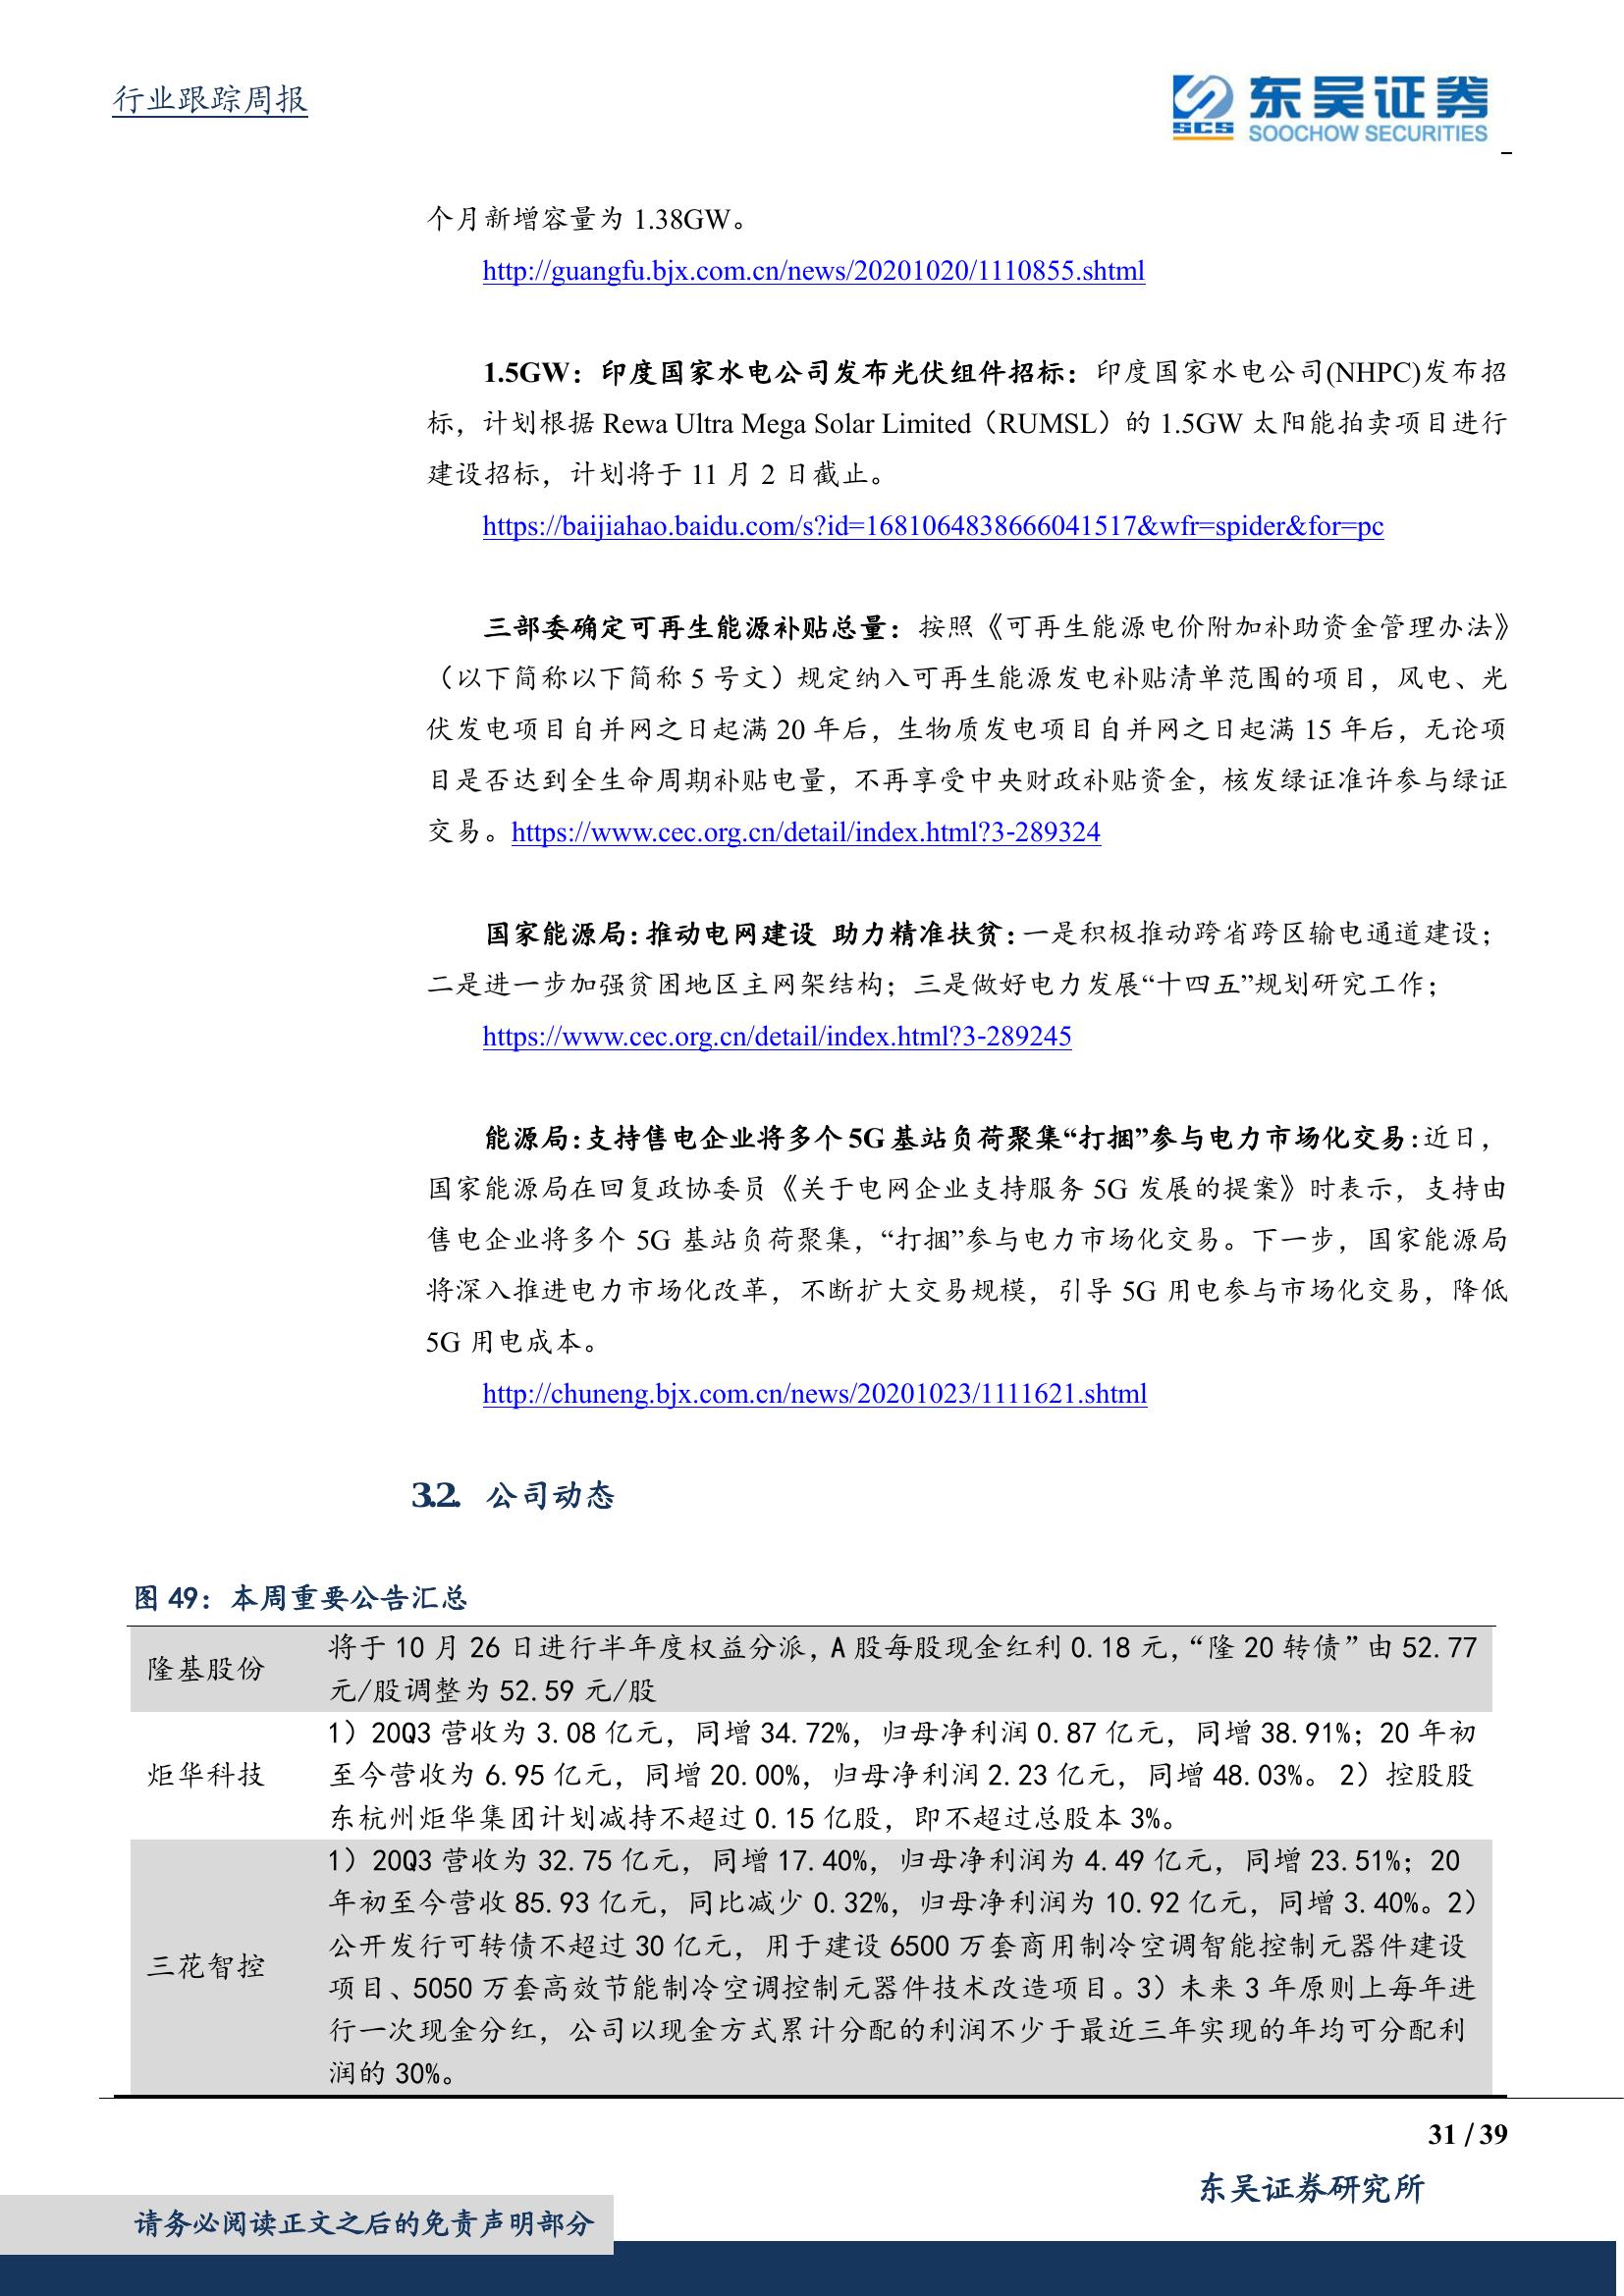 行业跟踪周报
SCS
东吴证券
SOOCHOW SECURITIES
个月新增容量为 1.38GW。
http://guangfu.bjx.com.cn/news/20201020/1110855.shtml
1.5GW：印度国家水电公司发布光伏组件招标：印度国家水电公司(NHPC)发布招
标，计划根据 Rewa Ultra Mega Solar Limited（RUMSL）的 1.5GW 太阳能拍卖项目进行
建设招标，计划将于 11 月 2 日截止。
https://baijiahao.baidu.com/s?id=1681064838666041517&wfr=spider&for=pc
三部委确定可再生能源补贴总量：按照《可再生能源电价附加补助资金管理办法》
（以下简称以下简称 5 号文）规定纳入可再生能源发电补贴清单范围的项目，风电、光
伏发电项目自并网之日起满 20 年后，生物质发电项目自并网之日起满 15 年后，无论项
目是否达到全生命周期补贴电量，不再享受中央财政补贴资金，核发绿证准许参与绿证
交易。https://www.cec.org.cn/detail/index.html?3-289324
国家能源局：推动电网建设 助力精准扶贫：一是积极推动跨省跨区输电通道建设；
二是进一步加强贫困地区主网架结构；三是做好电力发展“十四五”规划研究工作；
https://www.cec.org.cn/detail/index.html?3-289245
能源局：支持售电企业将多个 5G 基站负荷聚集“打捆”参与电力市场化交易：近日，
国家能源局在回复政协委员《关于电网企业支持服务 5G 发展的提案》时表示，支持由
售电企业将多个 5G 基站负荷聚集，“打捆”参与电力市场化交易。下一步，国家能源局
将深入推进电力市场化改革，不断扩大交易规模，引导 5G 用电参与市场化交易，降低
5G 用电成本。
http://chuneng.bjx.com.cn/news/20201023/1111621.shtml
3.2. 公司动态
图 49：本周重要公告汇总
隆基股份
将于 10 月 26 日进行半年度权益分派，A 股每股现金红利 0.18 元，“隆 20 转债”由 52.77
元/股调整为 52.59 元/股
炬华科技
1）20Q3 营收为 3.08 亿元，同增 34.72%，归母净利润 0.87 亿元，同增 38.91%；20 年初
至今营收为 6.95 亿元，同增 20.00%，归母净利润 2.23 亿元，同增 48.03%。 2）控股股
东杭州炬华集团计划减持不超过 0.15 亿股，即不超过总股本 3%。
三花智控
1）20Q3 营收为 32.75 亿元，同增 17.40%，归母净利润为 4.49 亿元，同增 23.51%；20
年初至今营收 85.93 亿元，同比减少 0.32%，归母净利润为 10.92 亿元，同增 3.40%。2）
公开发行可转债不超过 30 亿元，用于建设 6500 万套商用制冷空调智能控制元器件建设
项目、5050 万套高效节能制冷空调控制元器件技术改造项目。3）未来 3 年原则上每年进
行一次现金分红，公司以现金方式累计分配的利润不少于最近三年实现的年均可分配利
润的 30%。
31 / 39
东吴证券研究所
请务必阅读正文之后的免责声明部分